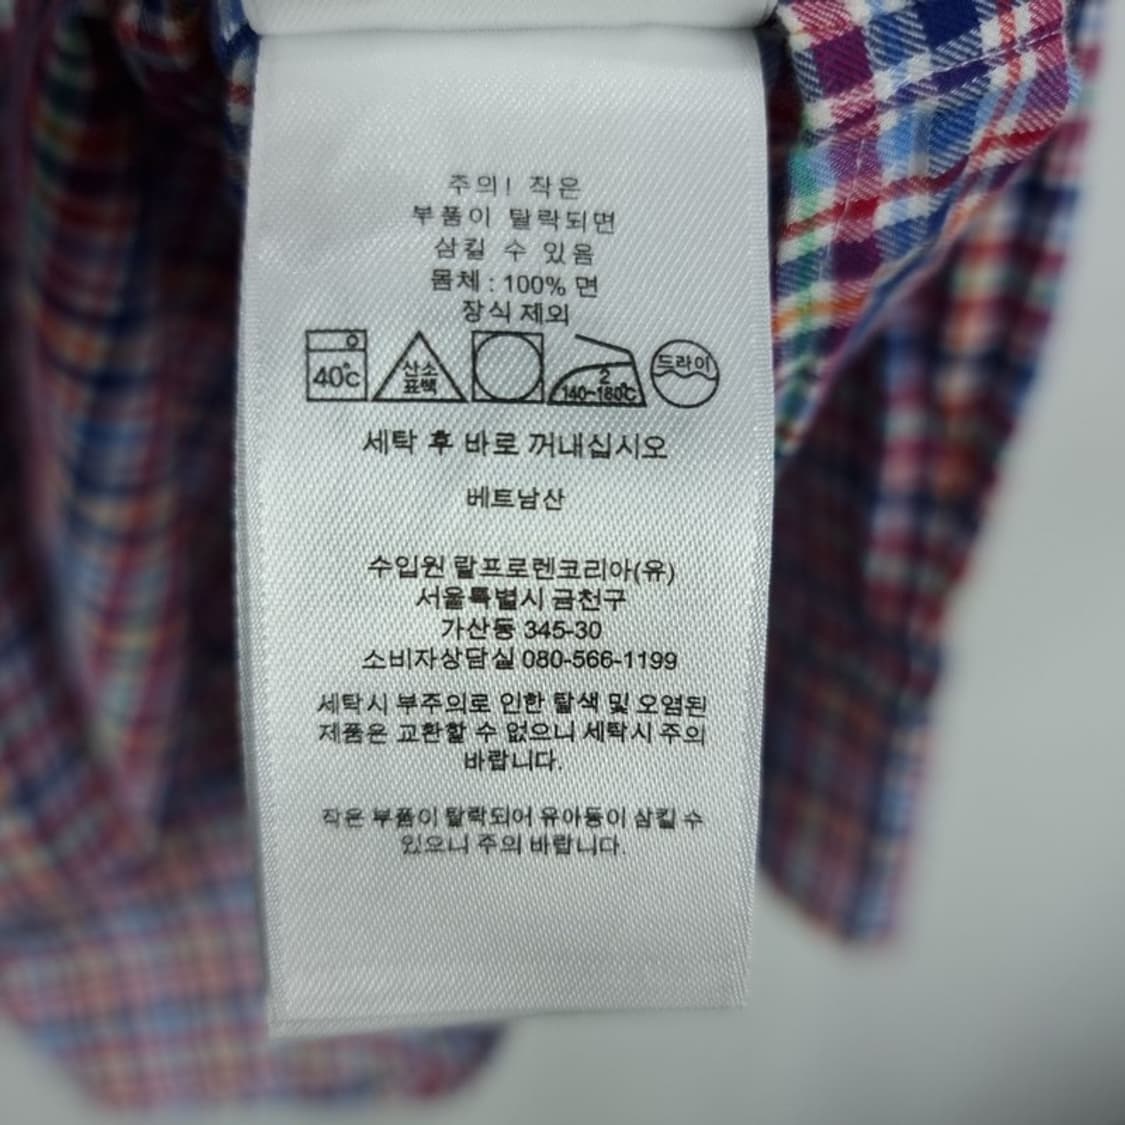 주의! 작은
부품이 탈락되면
삼킬 수 있음
몸체 : 100% 면
장식 제외
40℃ 산소 표백 2 140~160℃ 드라이
세탁 후 바로 꺼내십시오
베트남산
수입원 랄프로렌코리아(유)
서울특별시 금천구
가산동 345-30
소비자상담실 080-566-1199
세탁시 부주의로 인한 탈색 및 오염된
제품은 교환할 수 없으니 세탁시 주의
바랍니다.
작은 부품이 탈락되어 유아등이 삼킬 수
있으니 주의 바랍니다.